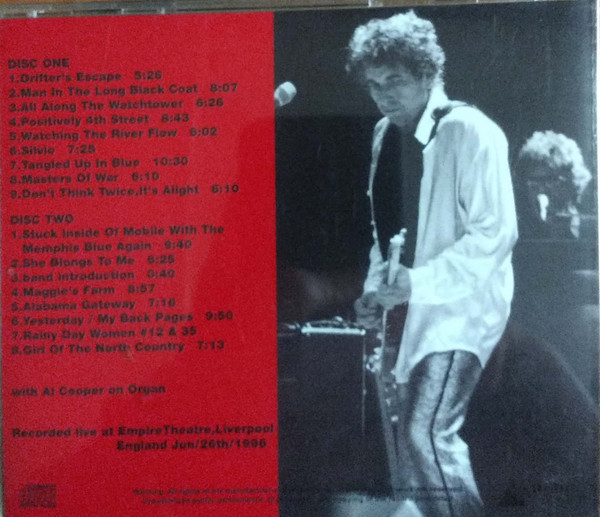 DISC ONE
1.Drifter's Escape 5:26
2.Man In The Long Black Coat 8:07
3.All Along The Watchtower 6:26
4.Positively 4th Street 6:43
5.Watching The River Flow 6:02
6.Silvio 7:25
7.Tangled Up In Blue 10:30
8.Masters Of War 6:10
9.Don't Think Twice,It's Alight 6:10
DISC TWO
1.Stuck Inside Of Mobile With The
Memphis Blue Again 9:40
2.She Blongs To Me 6:25
3.band introduction 0:40
4.Maggie's Farm 8:57
5.Alabama Gateway 7:16
6.Yesterday / My Back Pages 9:50
7.Rainy Day Women #12 & 35
8.Girl Of The North Country 7:13
with Al Cooper on Organ
Recorded live at EmpireTheatre,Liverpool
England Jun/26th/1996